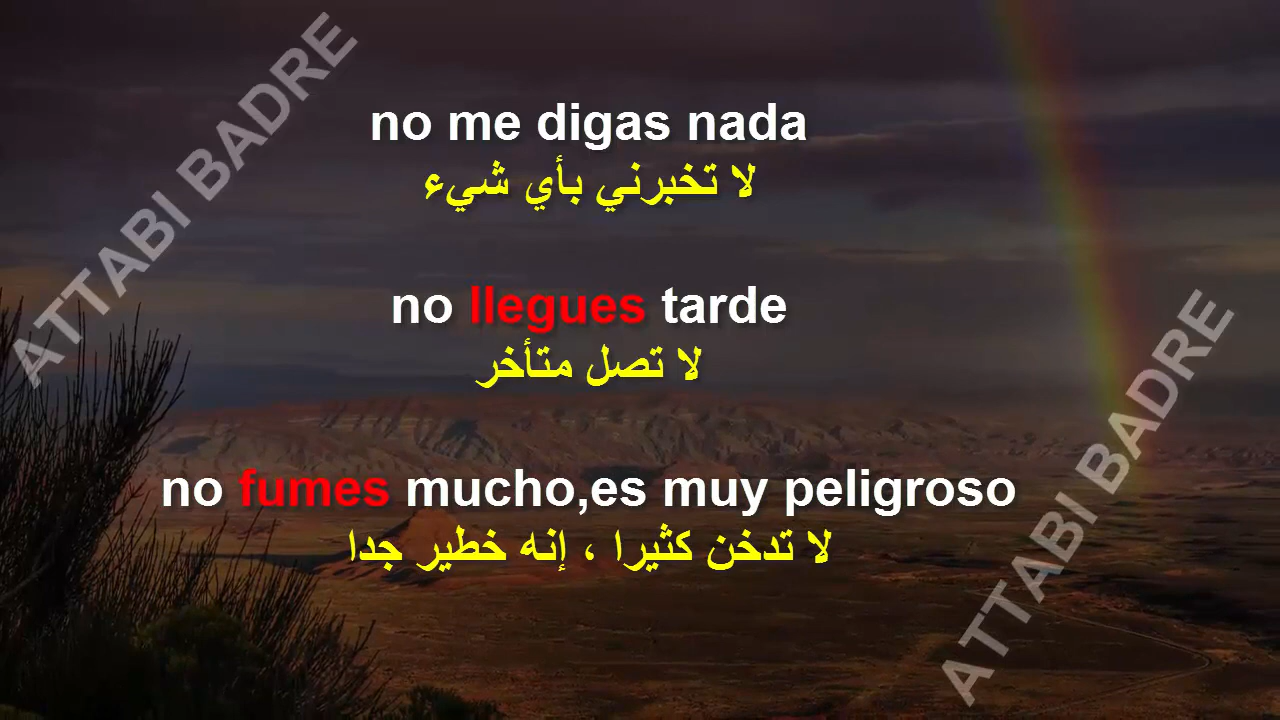 no me digas nada
لا تخبرني بأي شيء
no llegues tarde
لا تصل متأخر
no fumes mucho,es muy peligroso
لا تدخن كثيرا ، إنه خطير جدا
ATTABI BADRE
ATTABI BADRE